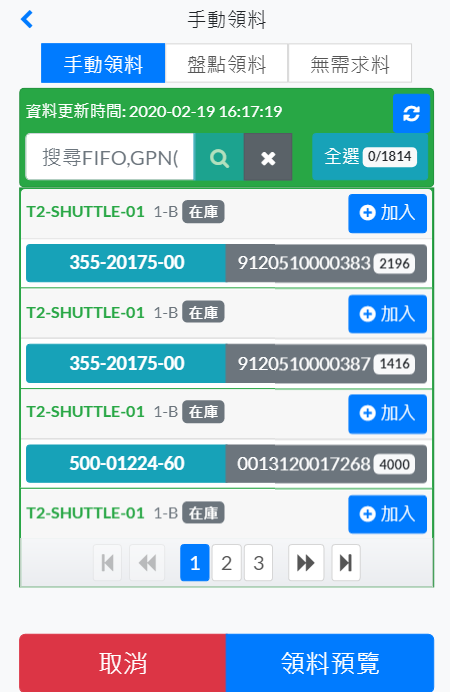 手動領料
手動領料 盤點領料 無需求料
資料更新時間: 2020-02-19 16:17:19
搜尋FIFO,GPN( 全選 0/1814
T2-SHUTTLE-01 1-B 在庫 加入
355-20175-00 9120510000383 2196
T2-SHUTTLE-01 1-B 在庫 加入
355-20175-00 9120510000387 1416
T2-SHUTTLE-01 1-B 在庫 加入
500-01224-60 0013120017268 4000
T2-SHUTTLE-01 1-B 在庫 加入
1 2 3
取消 領料預覽